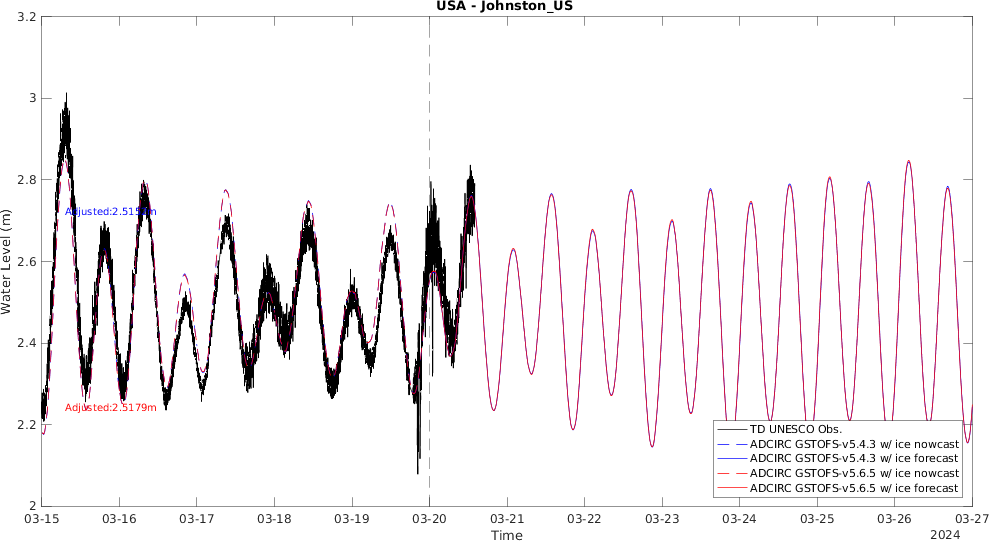 USA - Johnston_US
3.2
3
2.8
2.6
2.4
2.2
2
Water Level (m)
Adjusted:2.5179m
03-15
03-16
03-17
03-18
03-19
03-20
03-21
03-22
03-23
03-24
03-25
03-26
03-27
Time
2024
TD UNESCO Obs.
ADCIRC GSTOFS-v5.4.3 w/ ice nowcast
ADCIRC GSTOFS-v5.4.3 w/ ice forecast
ADCIRC GSTOFS-v5.6.5 w/ ice nowcast
ADCIRC GSTOFS-v5.6.5 w/ ice forecast